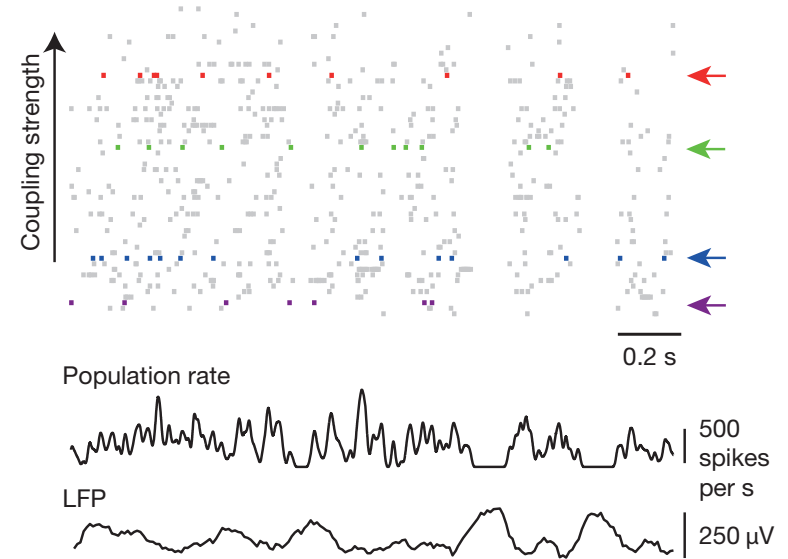 Coupling strength
0.2 s
Population rate
500
spikes
per s
LFP
250 µV